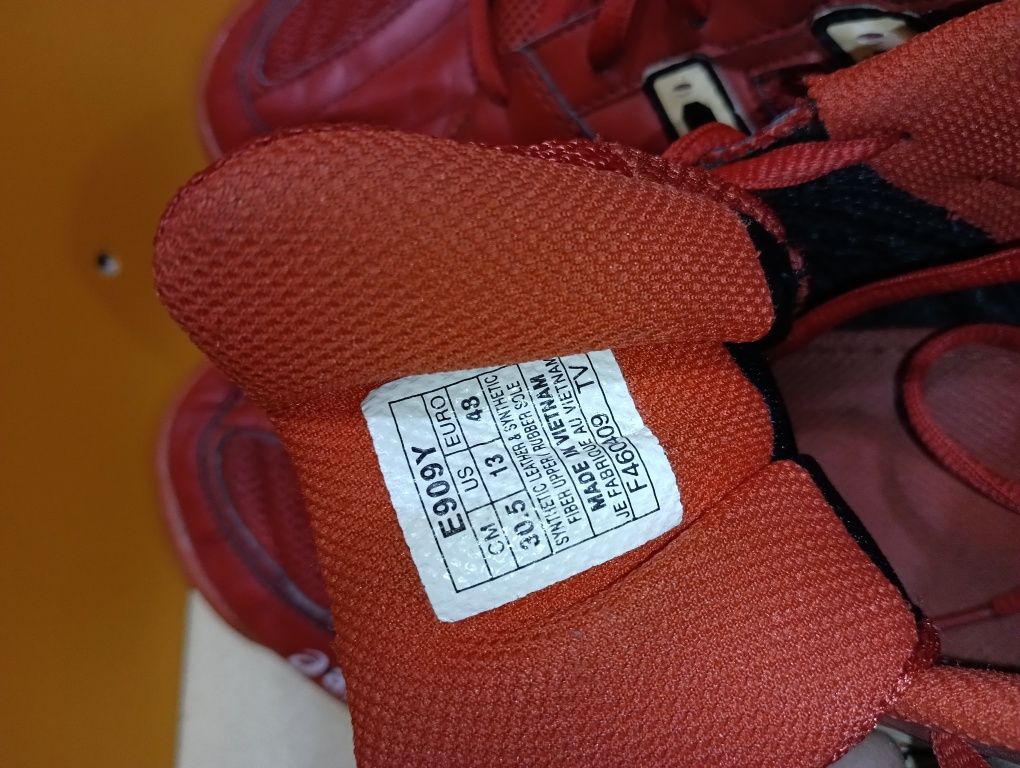 E909Y
CM US EURO
30.5 13 48
SYNTHETIC LEATHER & SYNTHETIC
FIBER UPPER/ RUBBER SOLE
MADE IN VIETNAM
/E FABRIQUE AU VIETNAM
F460409 TV